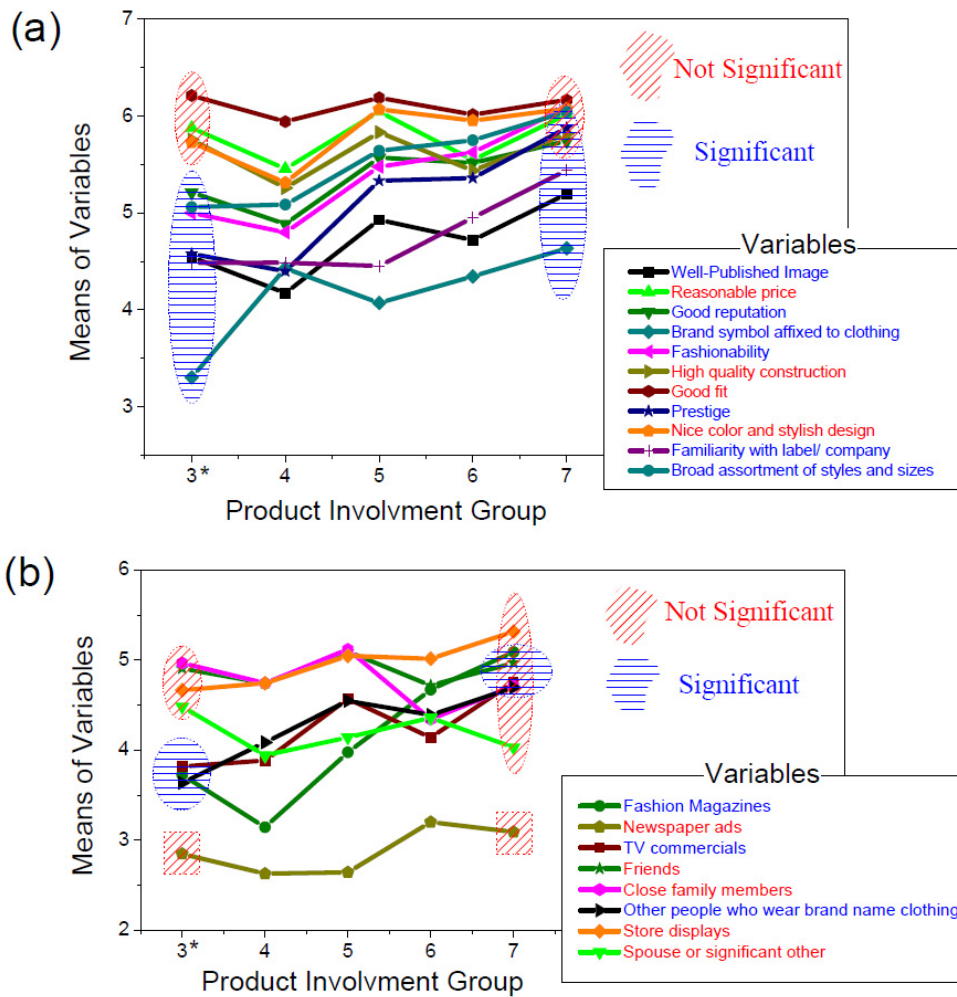 (a)
7
6
5
4
3
Means of Variables
3*
4
5
6
7
Product Involvment Group
Not Significant
Significant
Variables
Well-Published Image
Reasonable price
Good reputation
Brand symbol affixed to clothing
Fashionability
High quality construction
Good fit
Prestige
Nice color and stylish design
Familiarity with label/ company
Broad assortment of styles and sizes
(b)
6
5
4
3
2
Means of Variables
3*
4
5
6
7
Product Involvment Group
Not Significant
Significant
Variables
Fashion Magazines
Newspaper ads
TV commercials
Friends
Close family members
Other people who wear brand name clothing
Store displays
Spouse or significant other